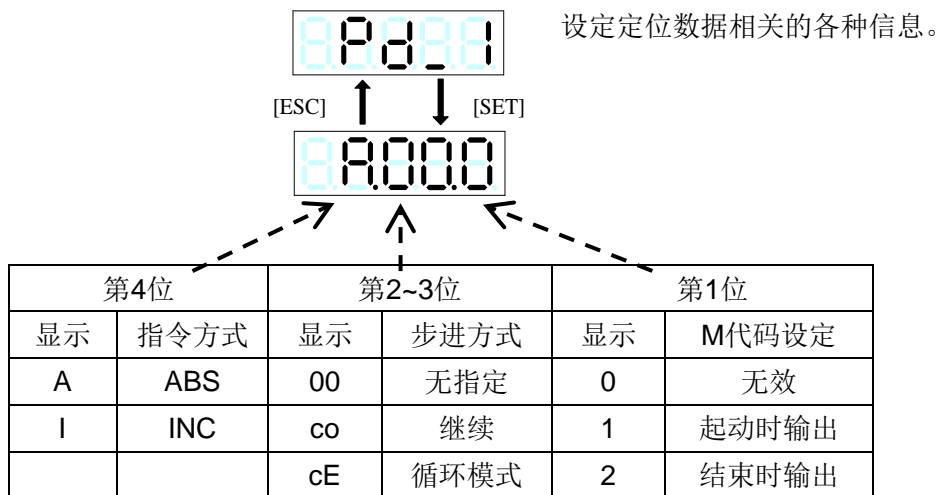 Pd_1
设定定位数据相关的各种信息。
[ESC] [SET]
A.00.0
第4位 第2~3位 第1位
显示 指令方式 显示 步进方式 显示 M代码设定
A ABS 00 无指定 0 无效
I INC co 继续 1 起动时输出
cE 循环模式 2 结束时输出